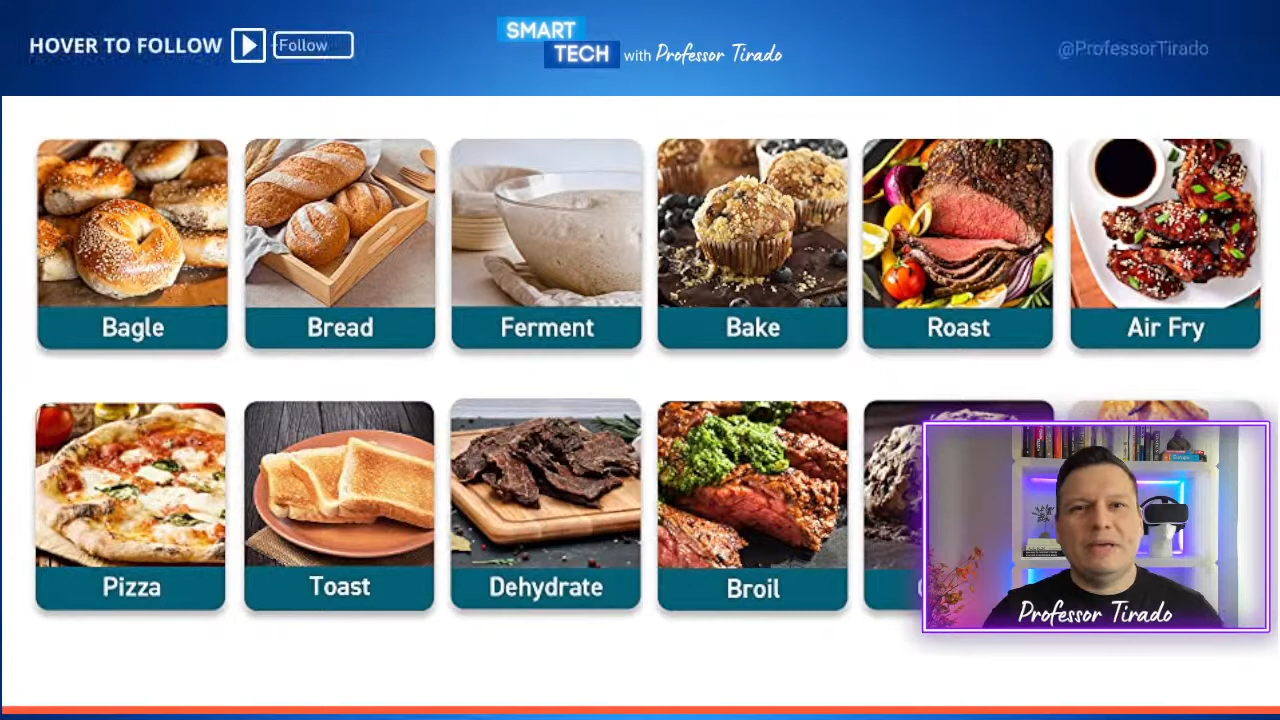 HOVER TO FOLLOW
Follow
SMART
TECH with Professor Tirado
@ProfessorTirado
Bagle
Bread
Ferment
Bake
Roast
Air Fry
Pizza
Toast
Dehydrate
Broil
Professor Tirado